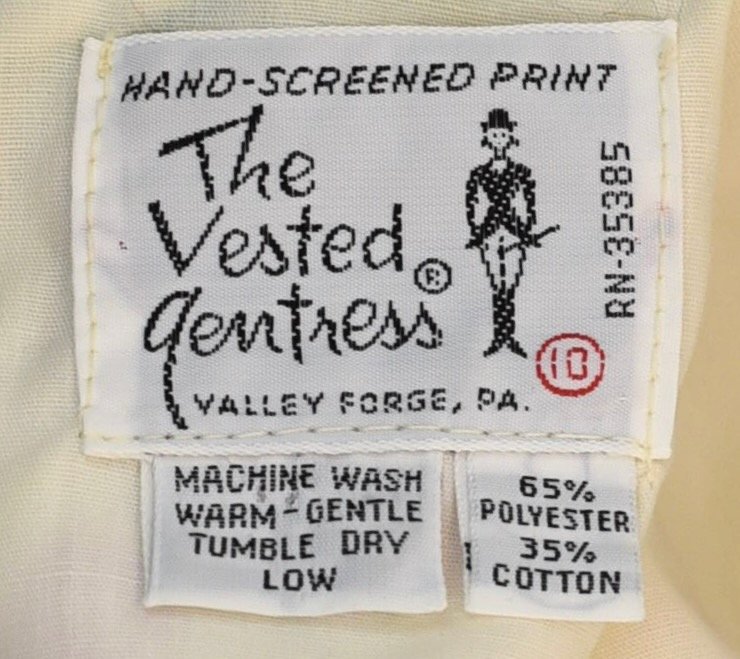 HAND-SCREENED PRINT
The
Vested
Gentress®
VALLEY FORGE, PA.
RN-35385
10
MACHINE WASH
WARM-GENTLE
TUMBLE DRY
LOW
65%
POLYESTER
35%
COTTON